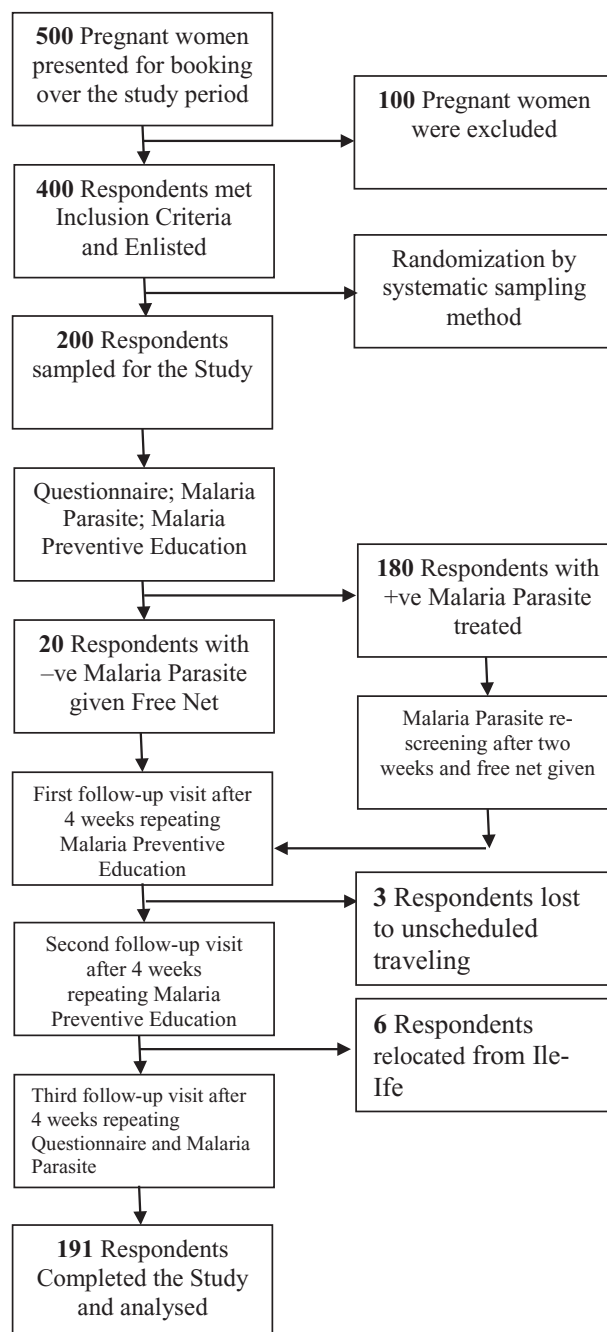 500 Pregnant women
presented for booking
over the study period
100 Pregnant women
were excluded
400 Respondents met
Inclusion Criteria
and Enlisted
Randomization by
systematic sampling
method
200 Respondents
sampled for the Study
Questionnaire; Malaria
Parasite; Malaria
Preventive Education
180 Respondents with
+ve Malaria Parasite
treated
20 Respondents with
–ve Malaria Parasite
given Free Net
Malaria Parasite re-
screening after two
weeks and free net given
First follow-up visit after
4 weeks repeating
Malaria Preventive
Education
3 Respondents lost
to unscheduled
traveling
Second follow-up visit
after 4 weeks
repeating Malaria
Preventive Education
6 Respondents
relocated from Ile-
Ife
Third follow-up visit after
4 weeks repeating
Questionnaire and Malaria
Parasite
191 Respondents
Completed the Study
and analysed